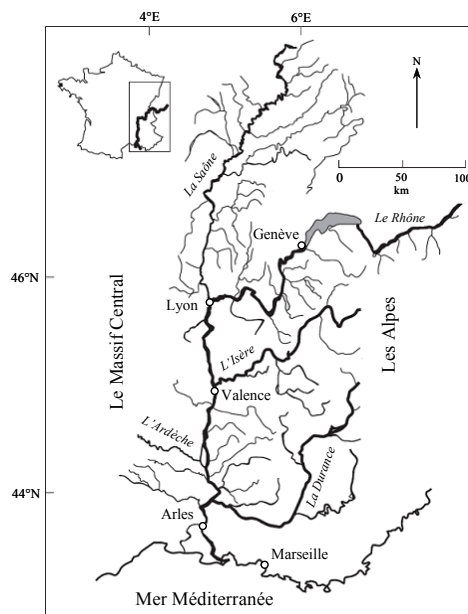 4°E
6°E
N
0 50 100
km
La Saône
Le Rhône
Genève
46°N
Lyon
Le Massif Central
Les Alpes
L'Isère
Valence
L'Ardèche
La Durance
44°N
Arles
Marseille
Mer Méditerranée